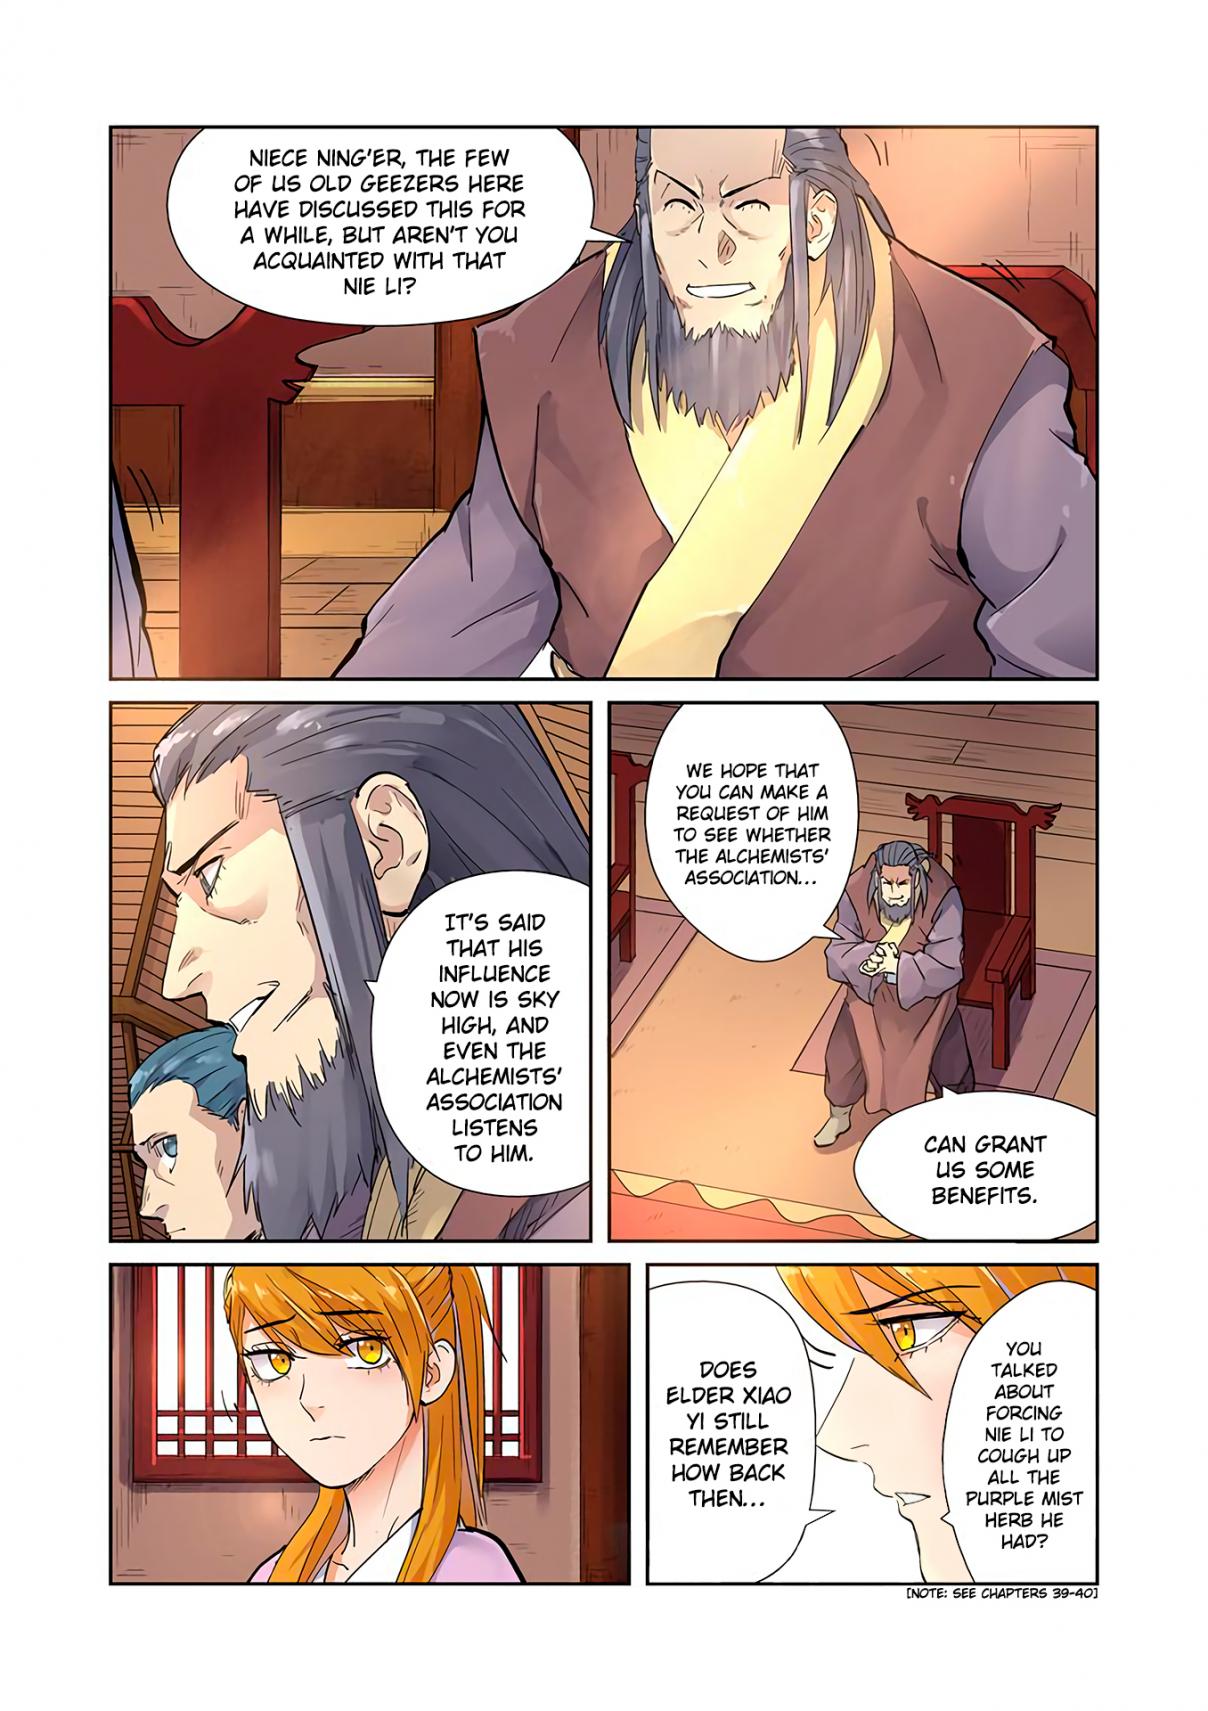 NIECE NING'ER, THE FEW
OF US OLD GEEZERS HERE
HAVE DISCUSSED THIS FOR
A WHILE, BUT AREN'T YOU
ACQUAINTED WITH THAT
NIE LI?
IT'S SAID
THAT HIS
INFLUENCE
NOW IS SKY
HIGH, AND
EVEN THE
ALCHEMISTS'
ASSOCIATION
LISTENS
TO HIM.
WE HOPE THAT
YOU CAN MAKE A
REQUEST OF HIM
TO SEE WHETHER
THE ALCHEMISTS'
ASSOCIATION...
CAN GRANT
US SOME
BENEFITS.
DOES
ELDER XIAO
YI STILL
REMEMBER
HOW BACK
THEN...
YOU
TALKED
ABOUT
FORCING
NIE LI TO
COUGH UP
ALL THE
PURPLE MIST
HERB HE
HAD?
[NOTE: SEE CHAPTERS 39-40]